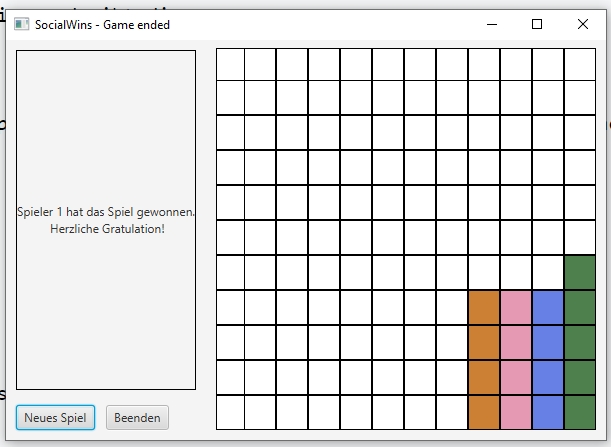 SocialWins - Game ended
Spieler 1 hat das Spiel gewonnen.
Herzliche Gratulation!
Neues Spiel
Beenden